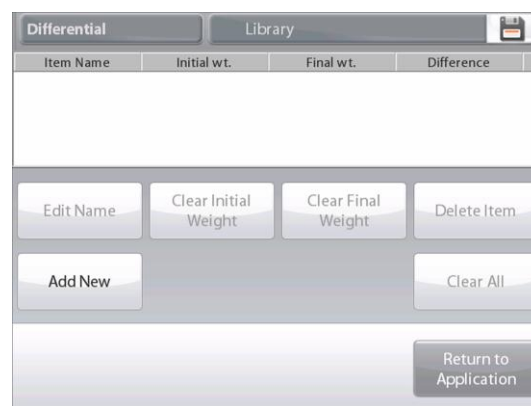 Differential Library
Item Name Initial wt. Final wt. Difference
Edit Name Clear Initial Weight Clear Final Weight Delete Item
Add New Clear All
Return to Application